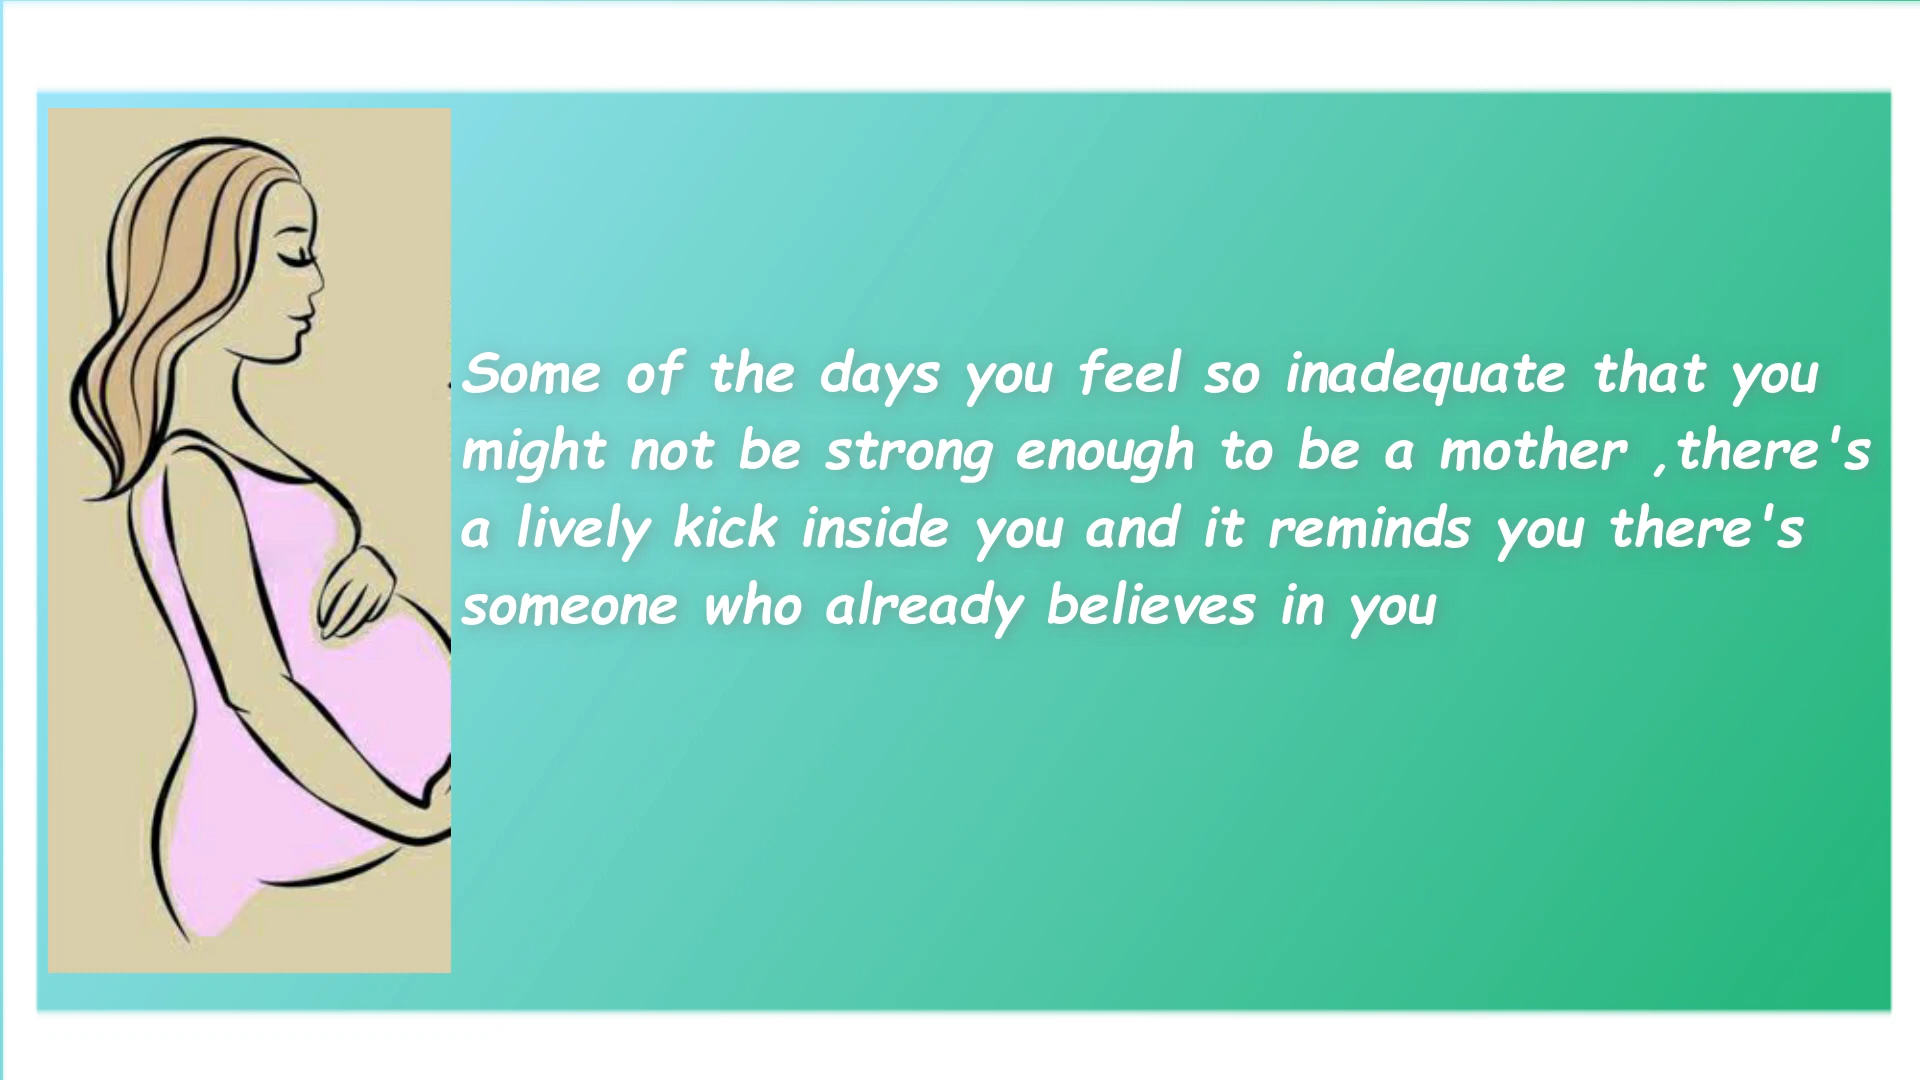 Some of the days you feel so inadequate that you
might not be strong enough to be a mother ,there's
a lively kick inside you and it reminds you there's
someone who already believes in you